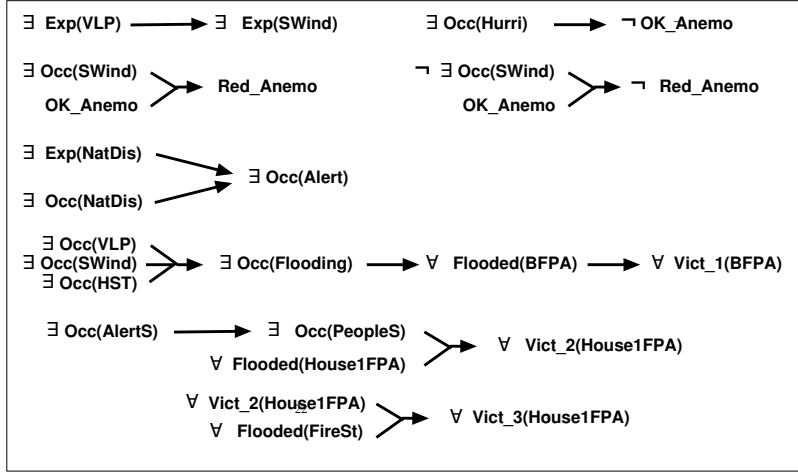 ∃ Exp(VLP) ∃ Exp(SWind) ∃ Occ(Hurri) ¬ OK_Anemo
∃ Occ(SWind) Red_Anemo ¬ ∃ Occ(SWind) ¬ Red_Anemo
OK_Anemo OK_Anemo
∃ Exp(NatDis)
∃ Occ(Alert)
∃ Occ(NatDis)
∃ Occ(VLP)
∃ Occ(SWind) ∃ Occ(Flooding) ∀ Flooded(BFPA) ∀ Vict_1(BFPA)
∃ Occ(HST)
∃ Occ(AlertS) ∃ Occ(PeopleS)
∀ Vict_2(House1FPA)
∀ Flooded(House1FPA)
∀ Vict_2(House1FPA)
22
∀ Vict_3(House1FPA)
∀ Flooded(FireSt)